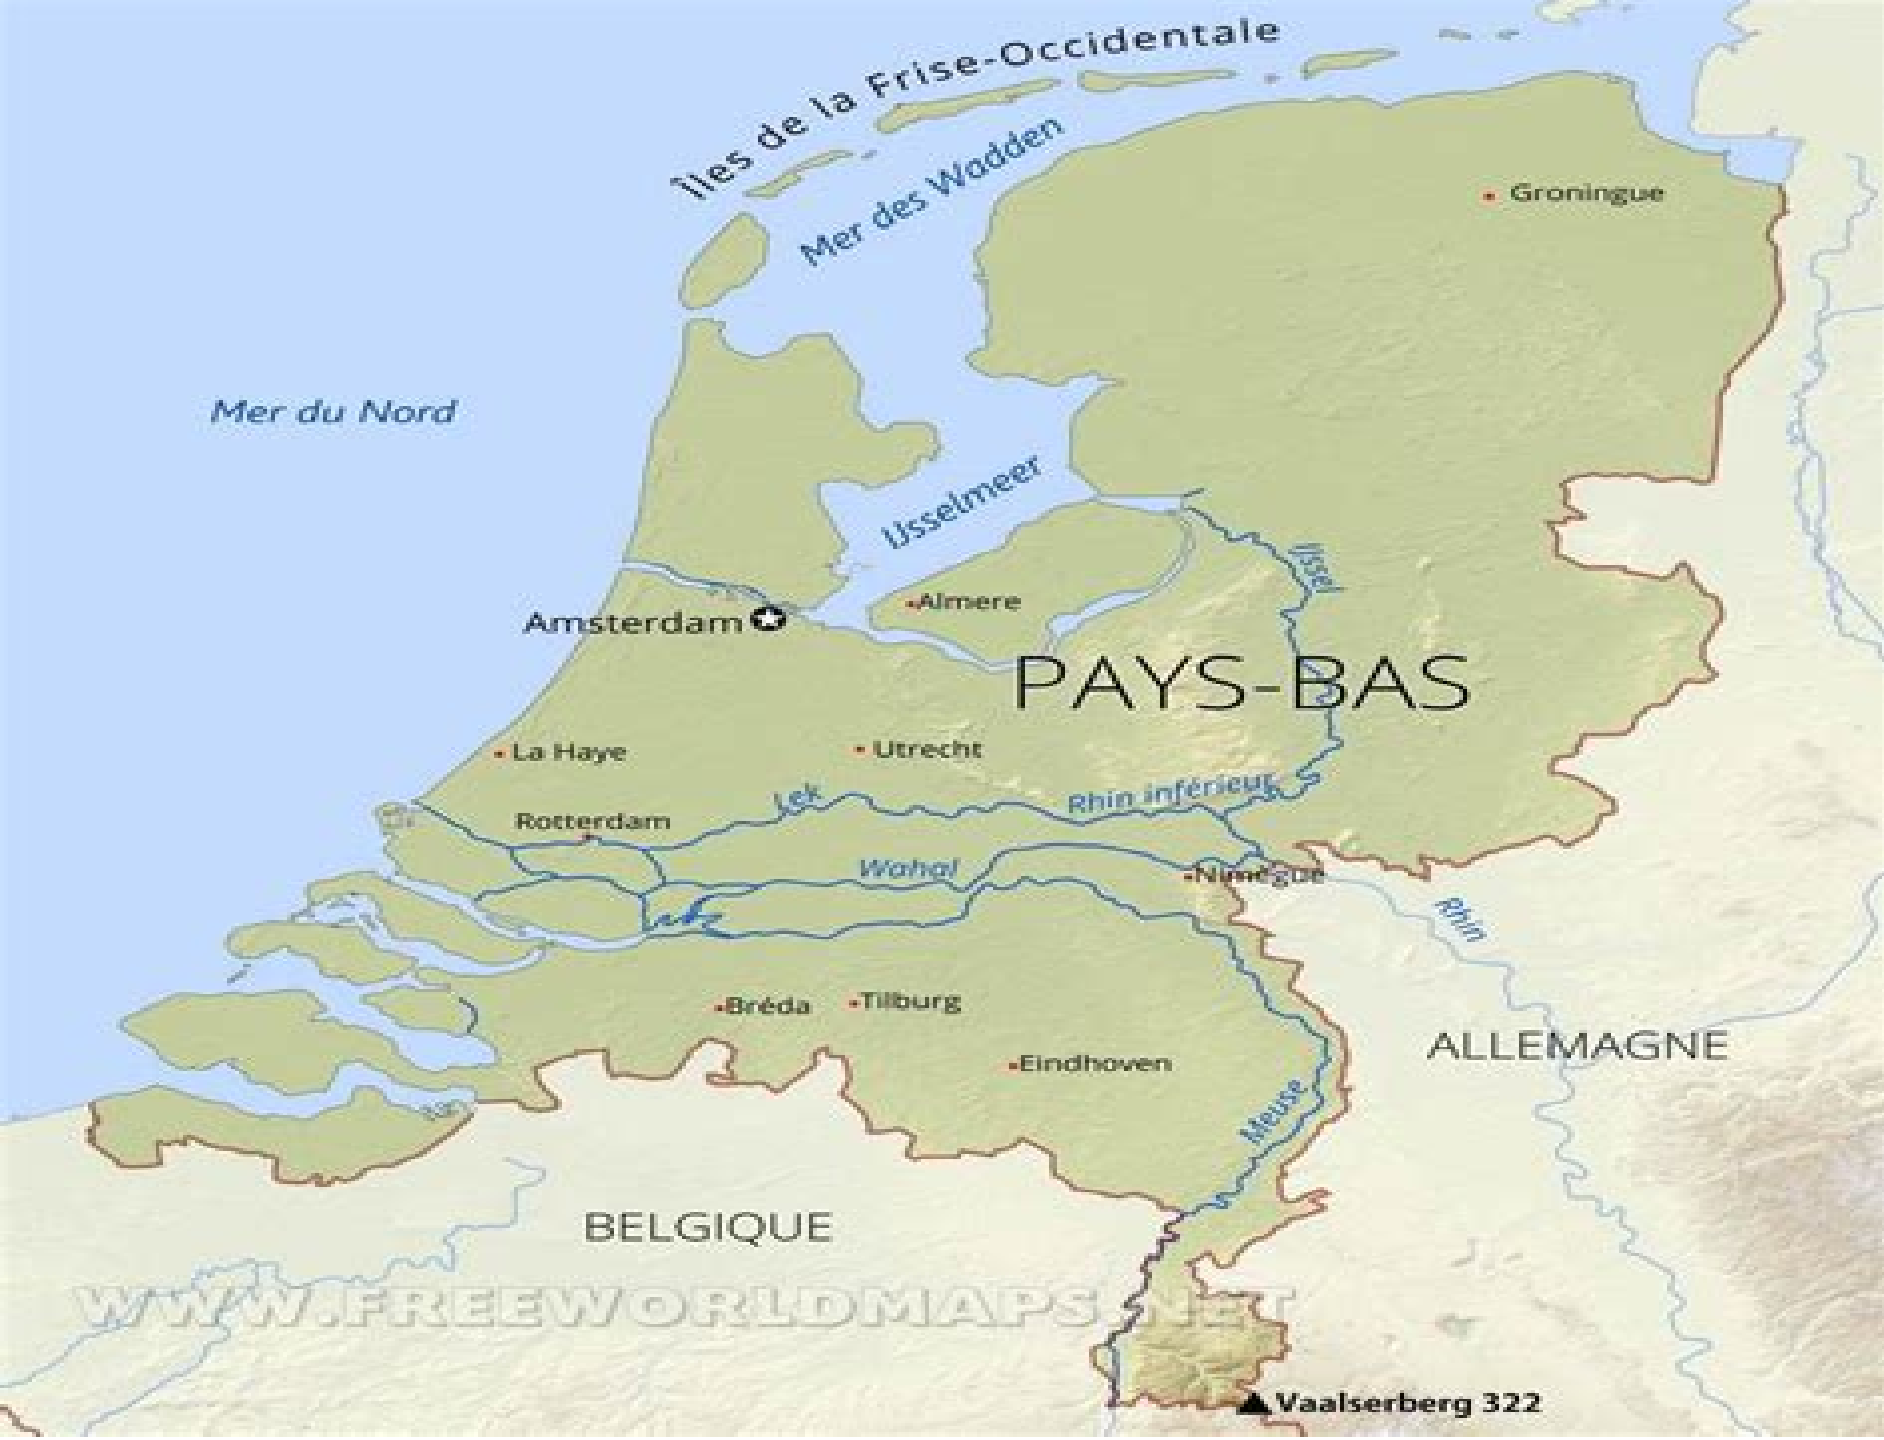 Îles de la Frise-Occidentale
Mer des Wadden
Groningue
Mer du Nord
IJsselmeer
IJssel
Almere
Amsterdam
PAYS-BAS
La Haye
Utrecht
Lek
Rhin inférieur
Rotterdam
Wahal
Nimègue
Rhin
Bréda
Tilburg
ALLEMAGNE
Eindhoven
Meuse
BELGIQUE
WWW.FREEWORLDMAPS.NET
Vaalserberg 322